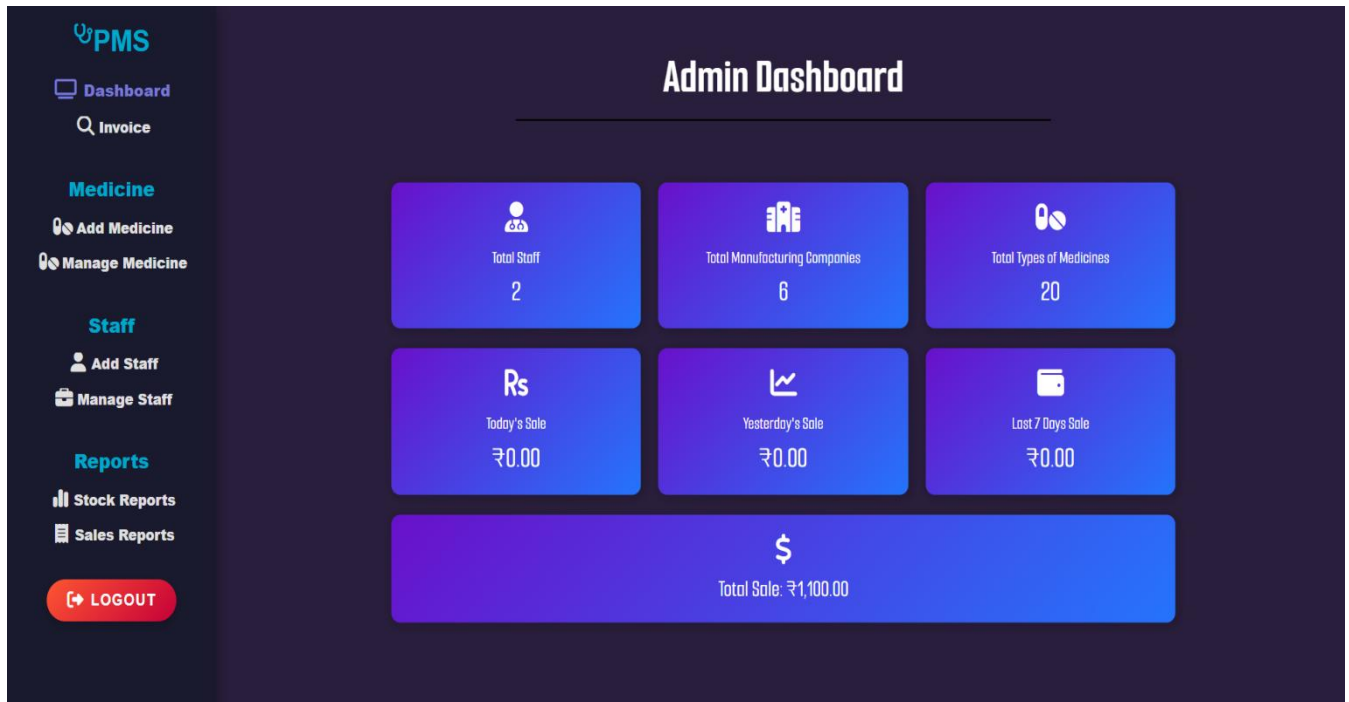 PMS
Dashboard
Invoice
Medicine
Add Medicine
Manage Medicine
Staff
Add Staff
Manage Staff
Reports
Stock Reports
Sales Reports
LOGOUT
Admin Dashboard
Total Staff
2
Total Manufacturing Companies
6
Total Types of Medicines
20
Rs
Today's Sale
₹0.00
Yesterday's Sale
₹0.00
Last 7 Days Sale
₹0.00
$
Total Sale: ₹1,100.00